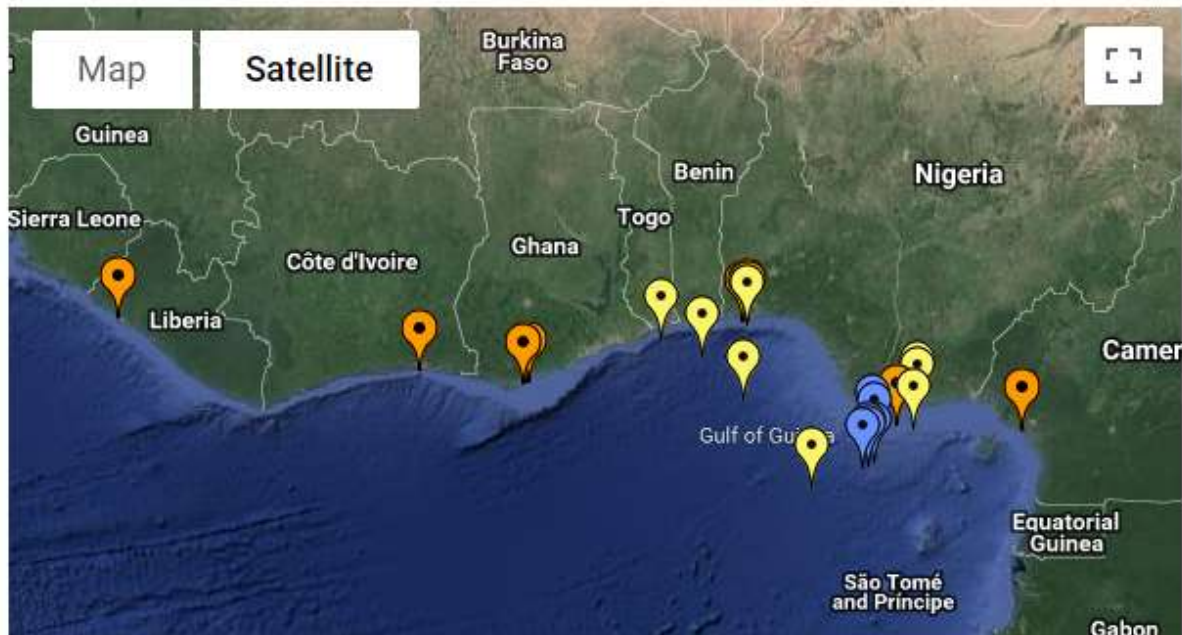 Burkina
Faso
Map
Satellite
Guinea
Benin
Nigeria
Sierra Leone
Togo
Ghana
Côte d'Ivoire
Liberia
Camer
Gulf of Gui a
Equatorial
Guinea
São Tomé
and Príncipe
Gabon